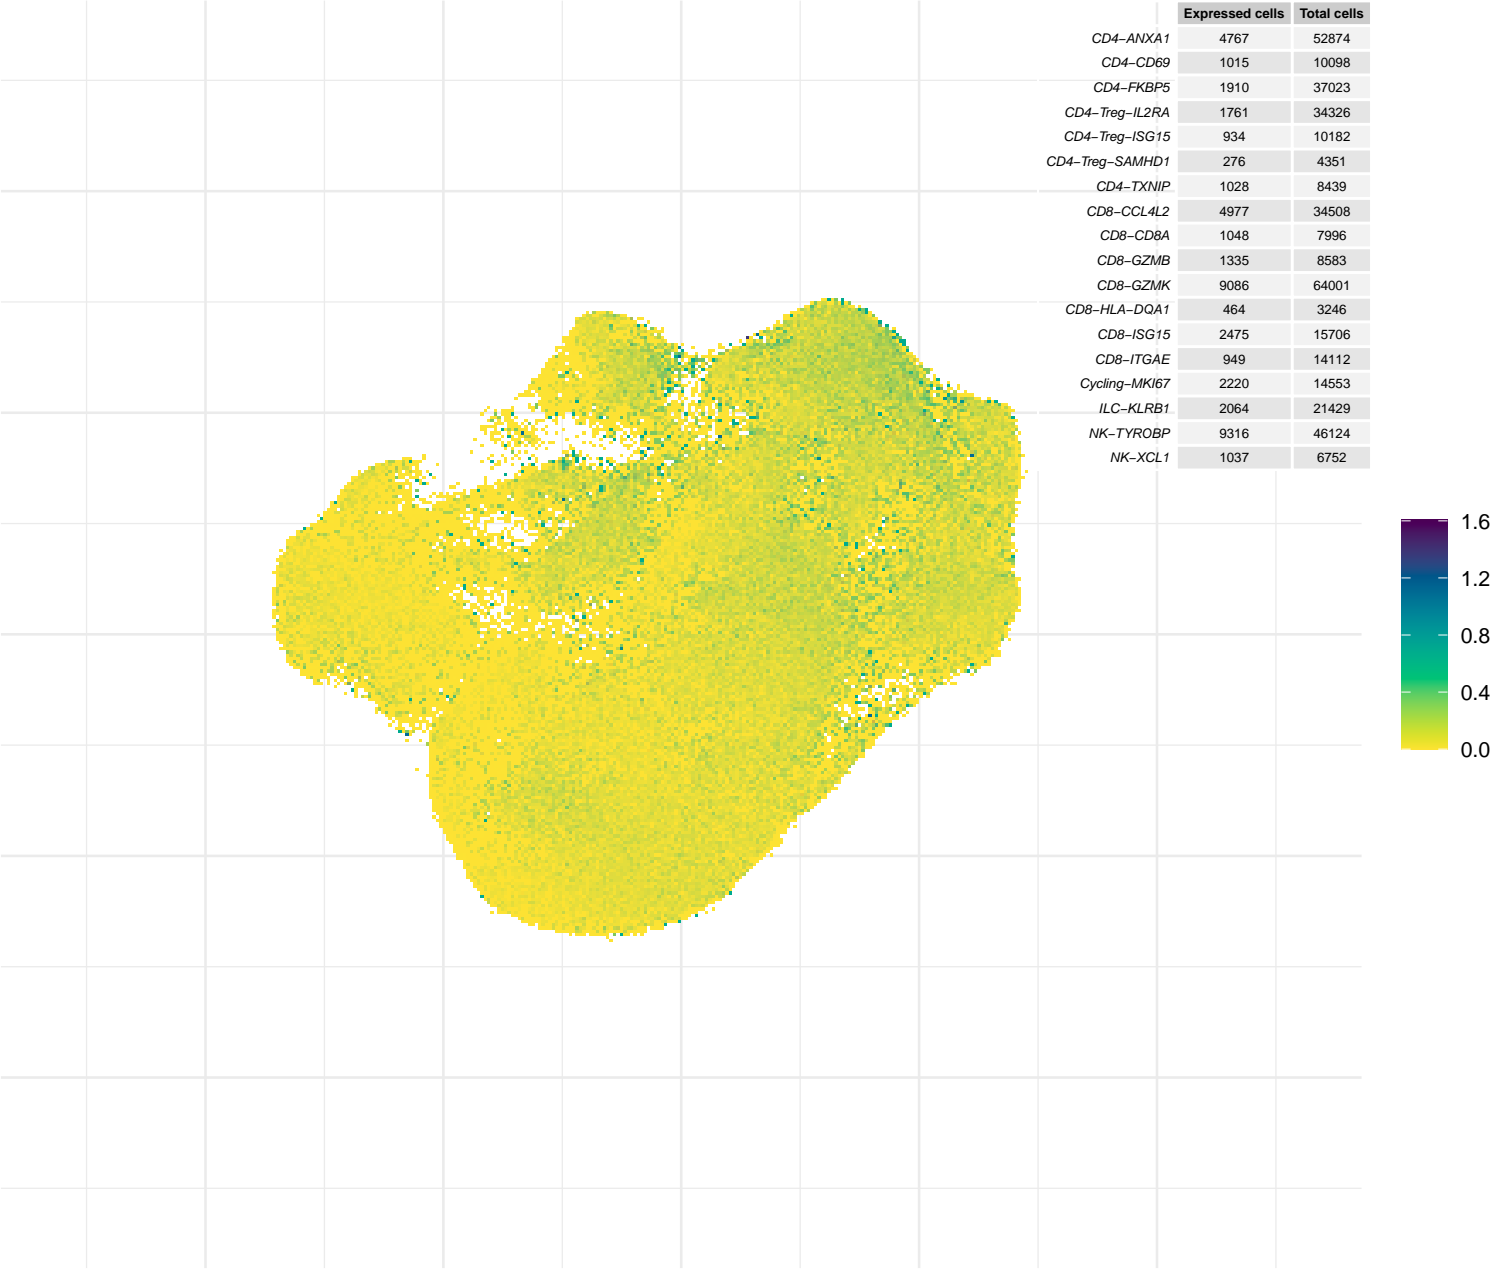 Expressed cells Total cells
CD4−ANXA1 4767 52874
CD4−CD69 1015 10098
CD4−FKBP5 1910 37023
CD4−Treg−IL2RA 1761 34326
CD4−Treg−ISG15 934 10182
CD4−Treg−SAMHD1 276 4351
CD4−TXNIP 1028 8439
CD8−CCL4L2 4977 34508
CD8−CD8A 1048 7996
CD8−GZMB 1335 8583
CD8−GZMK 9086 64001
CD8−HLA−DQA1 464 3246
CD8−ISG15 2475 15706
CD8−ITGAE 949 14112
Cycling−MKI67 2220 14553
ILC−KLRB1 2064 21429
NK−TYROBP 9316 46124
NK−XCL1 1037 6752
1.6
1.2
0.8
0.4
0.0